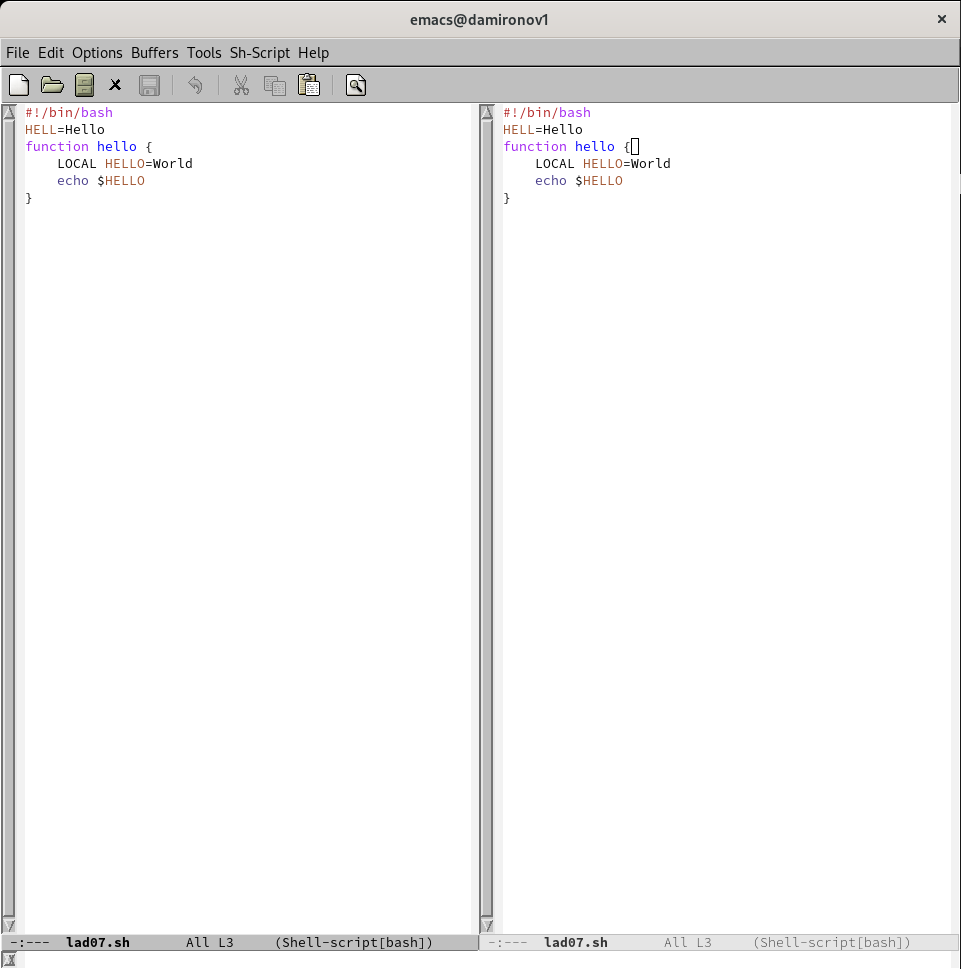 emacs@damironov1
File Edit Options Buffers Tools Sh-Script Help
#!/bin/bash
HELL=Hello
function hello {
    LOCAL HELLO=World
    echo $HELLO
}
-:---  lad07.sh       All L3     (Shell-script[bash])
#!/bin/bash
HELL=Hello
function hello {
    LOCAL HELLO=World
    echo $HELLO
}
-:---  lad07.sh       All L3     (Shell-script[bash])